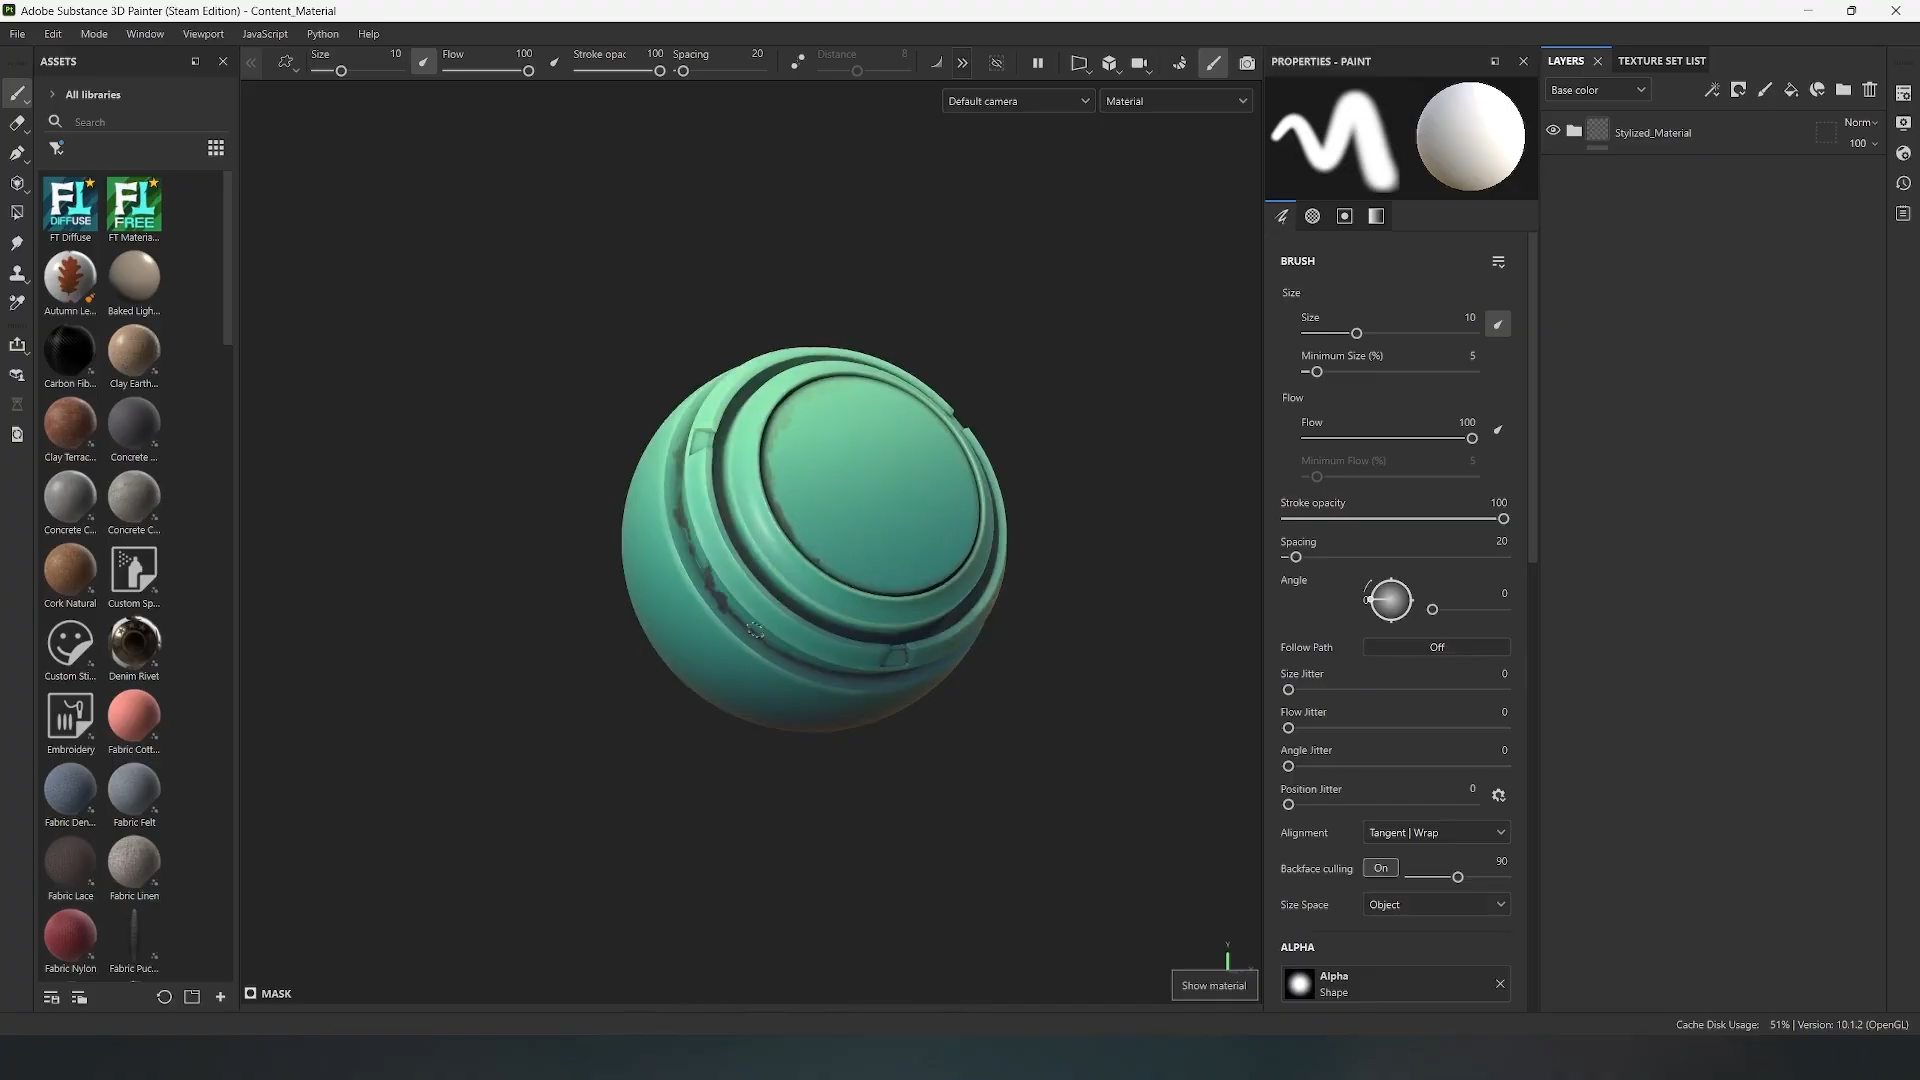 Pt Adobe Substance 3D Painter (Steam Edition) - Content_Material
File Edit Mode Window Viewport JavaScript Python Help
ASSETS
All libraries
Search
FT DIFFUSE
FT FREE
FT Diffuse FT Materia...
Autumn Le... Baked Ligh...
Carbon Fib... Clay Earth...
Clay Terrac... Concrete ...
Concrete C... Concrete C...
Cork Natural Custom Sp...
Custom Sti... Denim Rivet
Embroidery Fabric Cott...
Fabric Den... Fabric Felt
Fabric Lace Fabric Linen
Fabric Nylon Fabric Puc...
Size 10 Flow 100 Stroke opac 100 Spacing 20 Distance 8
Default camera Material
Y
Show material
MASK
PROPERTIES - PAINT
BRUSH
Size
Size 10
Minimum Size (%) 5
Flow
Flow 100
Minimum Flow (%) 5
Stroke opacity 100
Spacing 20
Angle 0
Follow Path Off
Size Jitter 0
Flow Jitter 0
Angle Jitter 0
Position Jitter 0
Alignment Tangent | Wrap
Backface culling On 90
Size Space Object
ALPHA
Alpha
Shape
LAYERS TEXTURE SET LIST
Base color
Stylized_Material Norm
100
Cache Disk Usage: 51% | Version: 10.1.2 (OpenGL)